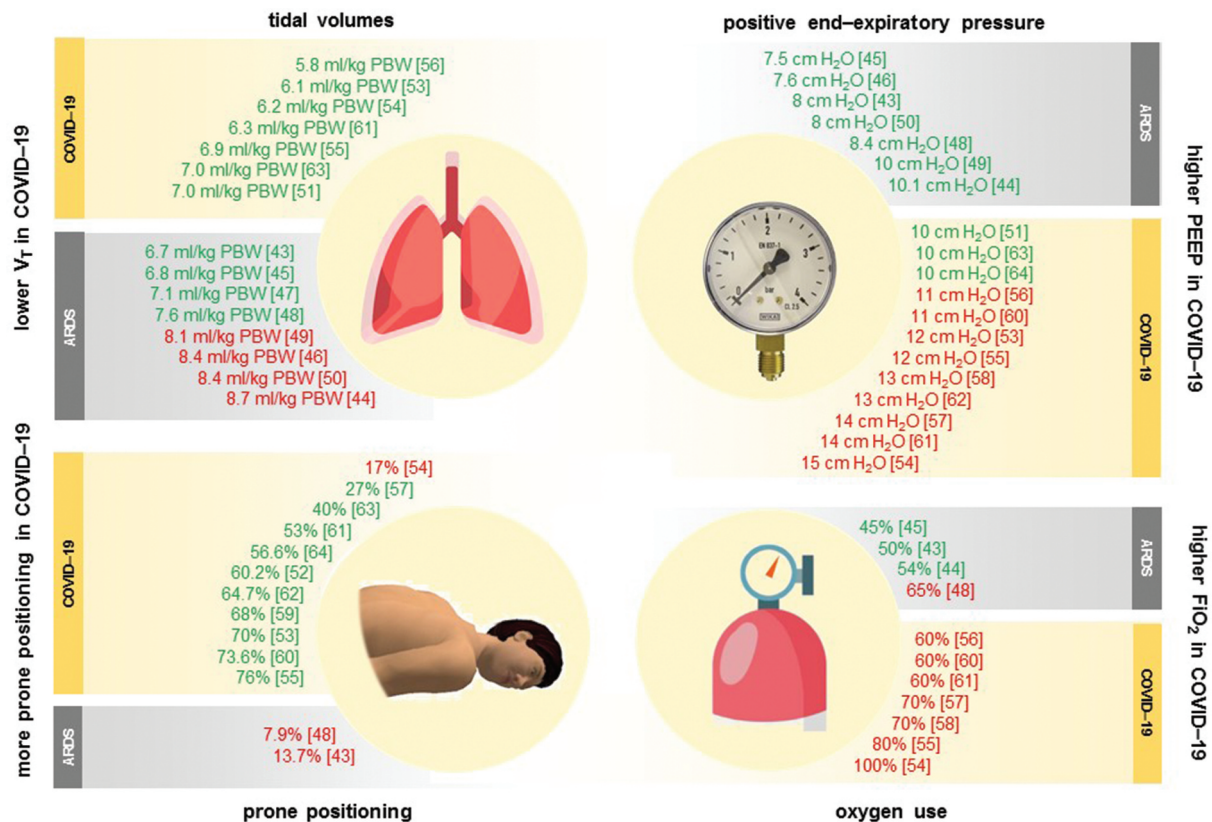 tidal volumes
lower VT in COVID–19
COVID–19
5.8 ml/kg PBW [56]
6.1 ml/kg PBW [53]
6.2 ml/kg PBW [54]
6.3 ml/kg PBW [61]
6.9 ml/kg PBW [55]
7.0 ml/kg PBW [63]
7.0 ml/kg PBW [51]
ARDS
6.7 ml/kg PBW [43]
6.8 ml/kg PBW [45]
7.1 ml/kg PBW [47]
7.6 ml/kg PBW [48]
8.1 ml/kg PBW [49]
8.4 ml/kg PBW [46]
8.4 ml/kg PBW [50]
8.7 ml/kg PBW [44]
positive end–expiratory pressure
higher PEEP in COVID–19
ARDS
7.5 cm H₂O [45]
7.6 cm H₂O [46]
8 cm H₂O [43]
8 cm H₂O [50]
8.4 cm H₂O [48]
10 cm H₂O [49]
10.1 cm H₂O [44]
COVID–19
10 cm H₂O [51]
10 cm H₂O [63]
10 cm H₂O [64]
11 cm H₂O [56]
11 cm H₂O [60]
12 cm H₂O [53]
12 cm H₂O [55]
13 cm H₂O [58]
13 cm H₂O [62]
14 cm H₂O [57]
14 cm H₂O [61]
15 cm H₂O [54]
0
1
2
3
4
EN 837-1
bar
CL 2.5
WIKA
more prone positioning in COVID–19
COVID–19
17% [54]
27% [57]
40% [63]
53% [61]
56.6% [64]
60.2% [52]
64.7% [62]
68% [59]
70% [53]
73.6% [60]
76% [55]
ARDS
7.9% [48]
13.7% [43]
prone positioning
higher FiO₂ in COVID–19
ARDS
45% [45]
50% [43]
54% [44]
65% [48]
COVID–19
60% [56]
60% [60]
60% [61]
70% [57]
70% [58]
80% [55]
100% [54]
oxygen use